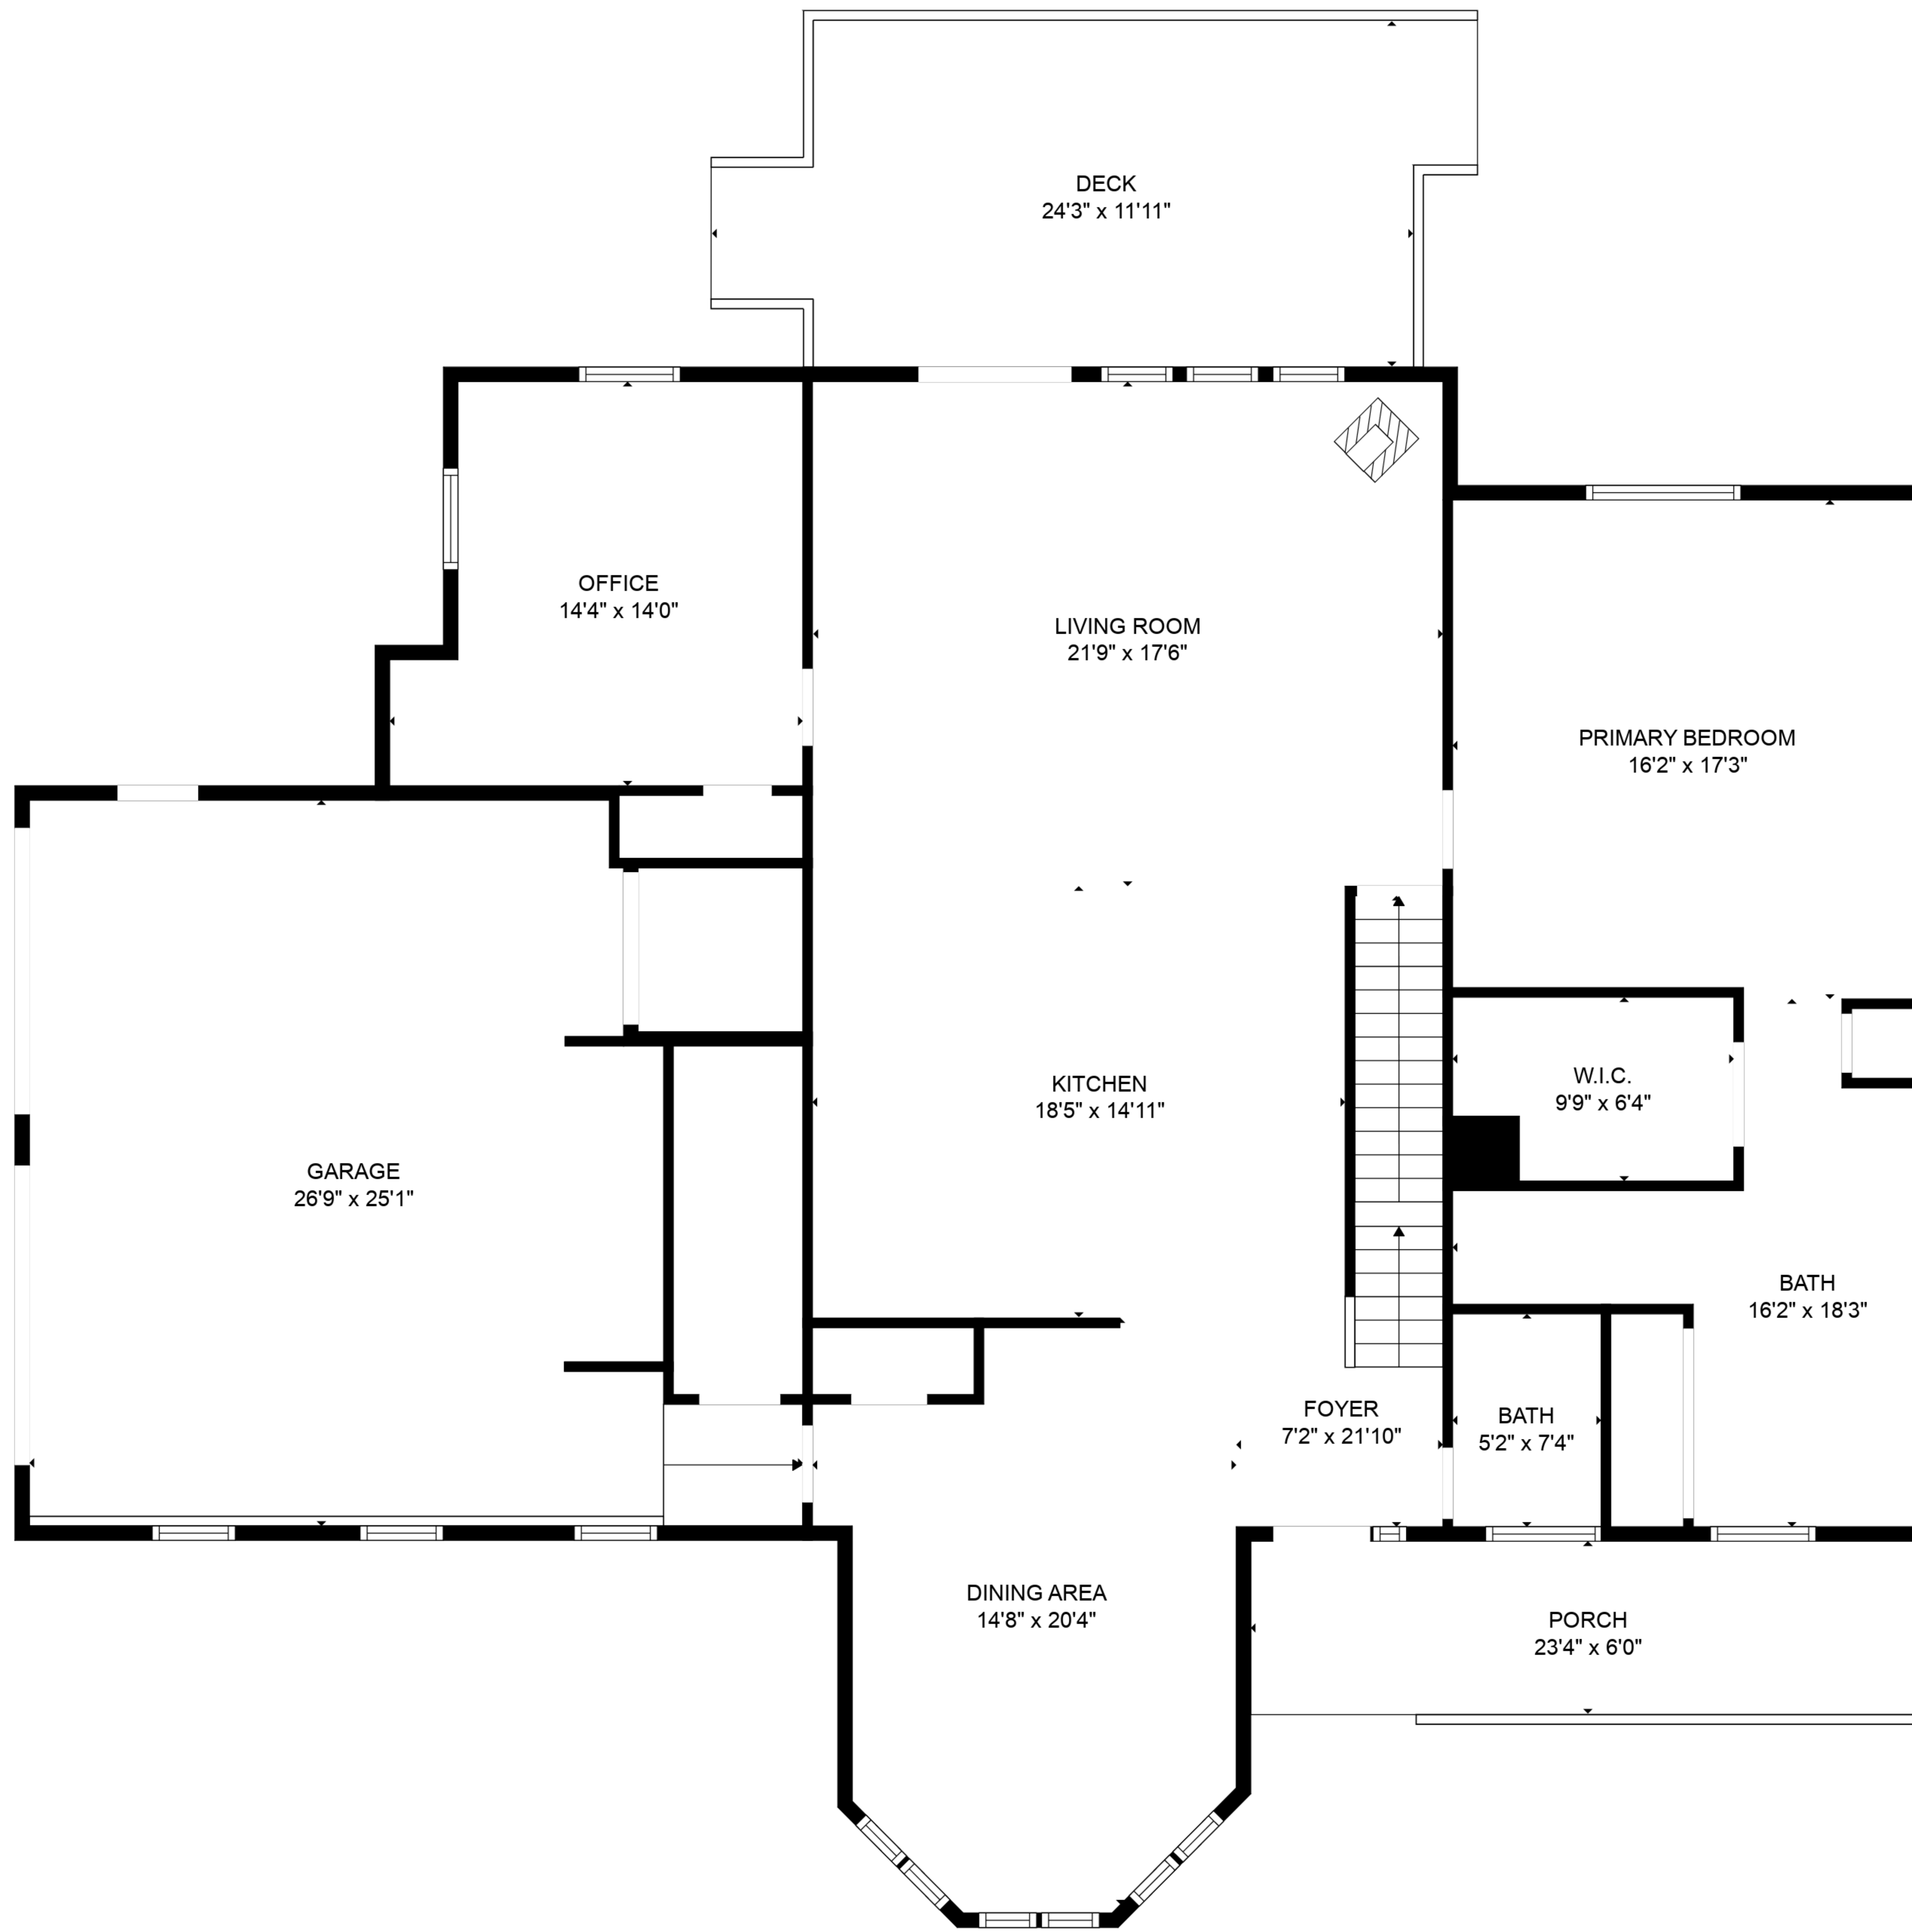 DECK
24'3" x 11'11"
OFFICE
14'4" x 14'0"
LIVING ROOM
21'9" x 17'6"
PRIMARY BEDROOM
16'2" x 17'3"
W.I.C.
9'9" x 6'4"
KITCHEN
18'5" x 14'11"
GARAGE
26'9" x 25'1"
BATH
16'2" x 18'3"
FOYER
7'2" x 21'10"
BATH
5'2" x 7'4"
DINING AREA
14'8" x 20'4"
PORCH
23'4" x 6'0"